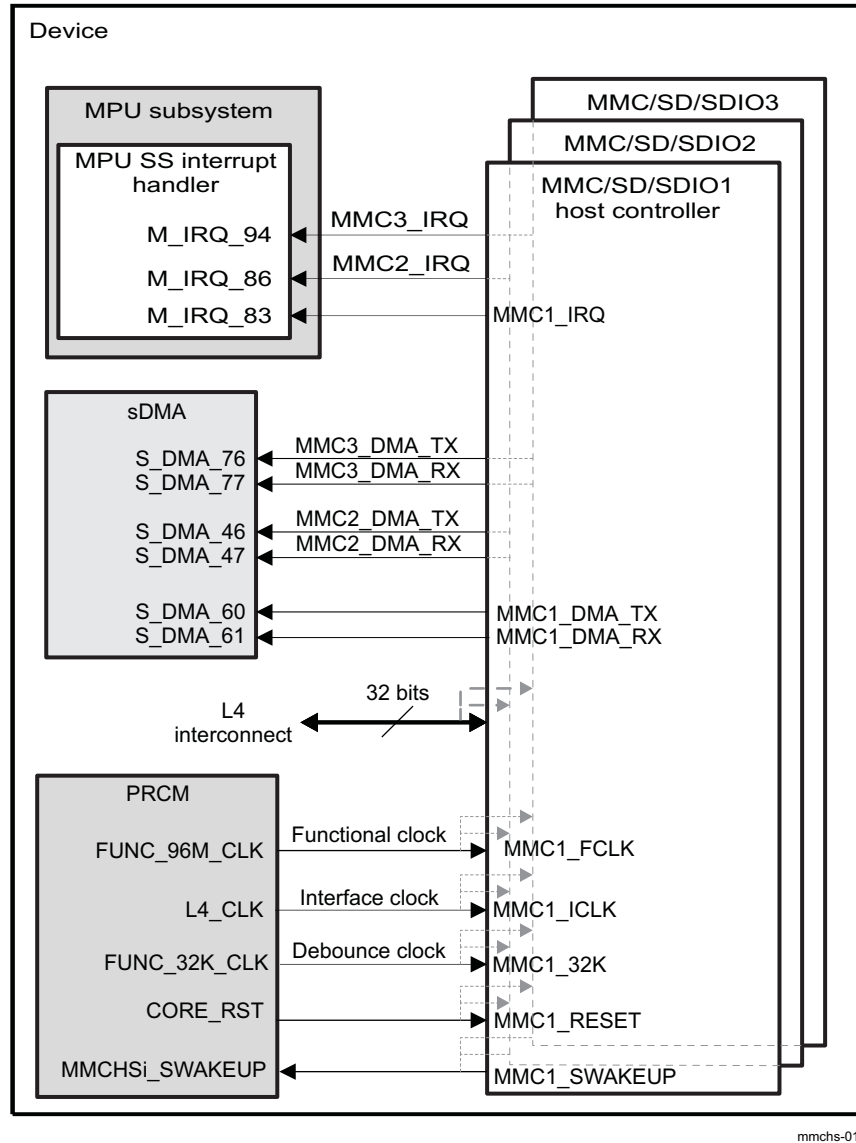 Device
MPU subsystem
MPU SS interrupt
handler
M_IRQ_94
M_IRQ_86
M_IRQ_83
MMC3_IRQ
MMC2_IRQ
MMC/SD/SDIO3
MMC/SD/SDIO2
MMC/SD/SDIO1
host controller
MMC1_IRQ
sDMA
S_DMA_76
S_DMA_77
S_DMA_46
S_DMA_47
S_DMA_60
S_DMA_61
MMC3_DMA_TX
MMC3_DMA_RX
MMC2_DMA_TX
MMC2_DMA_RX
MMC1_DMA_TX
MMC1_DMA_RX
L4
interconnect
32 bits
PRCM
FUNC_96M_CLK
Functional clock
MMC1_FCLK
L4_CLK
Interface clock
MMC1_ICLK
FUNC_32K_CLK
Debounce clock
MMC1_32K
CORE_RST
MMC1_RESET
MMCHSi_SWAKEUP
MMC1_SWAKEUP